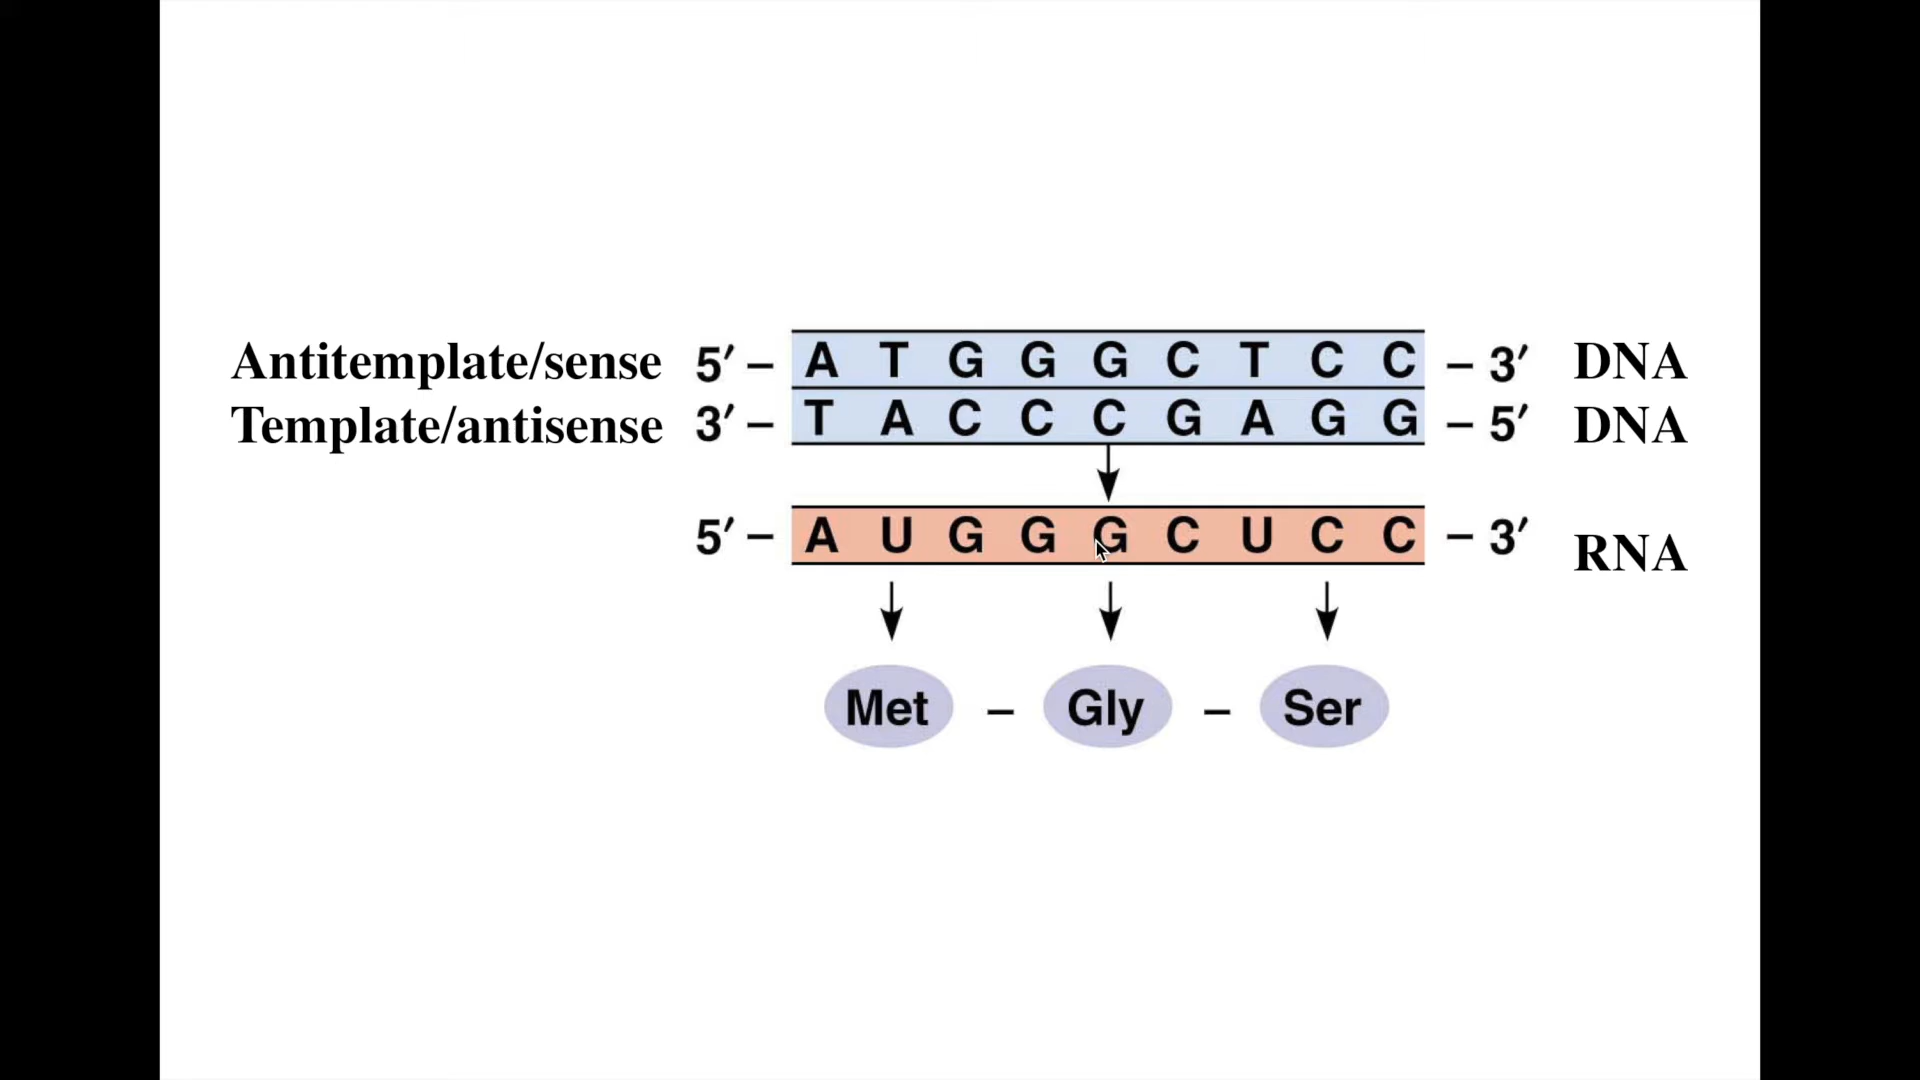 Antitemplate/sense 5′ – A T G G G C T C C – 3′ DNA
Template/antisense 3′ – T A C C C G A G G – 5′ DNA
5′ – A U G G G C U C C – 3′ RNA
Met – Gly – Ser